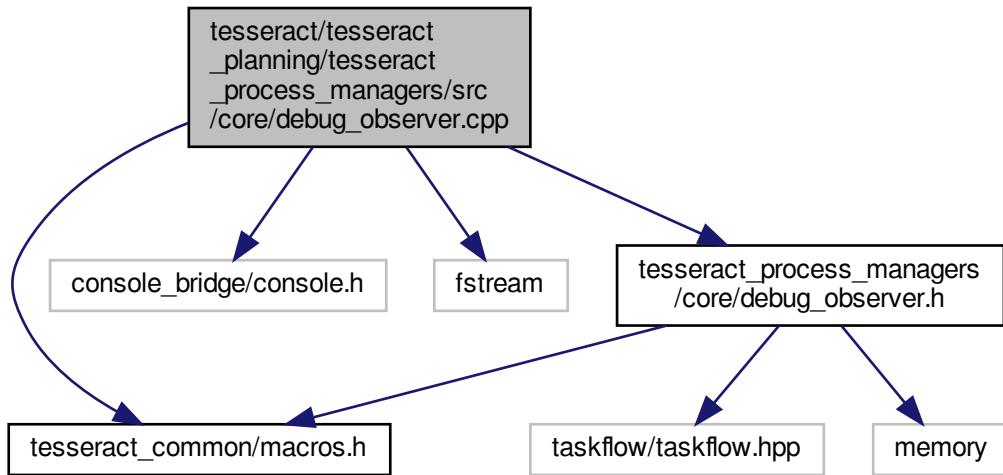 tesseract/tesseract
_planning/tesseract
_process_managers/src
/core/debug_observer.cpp
console_bridge/console.h
fstream
tesseract_process_managers
/core/debug_observer.h
tesseract_common/macros.h
taskflow/taskflow.hpp
memory